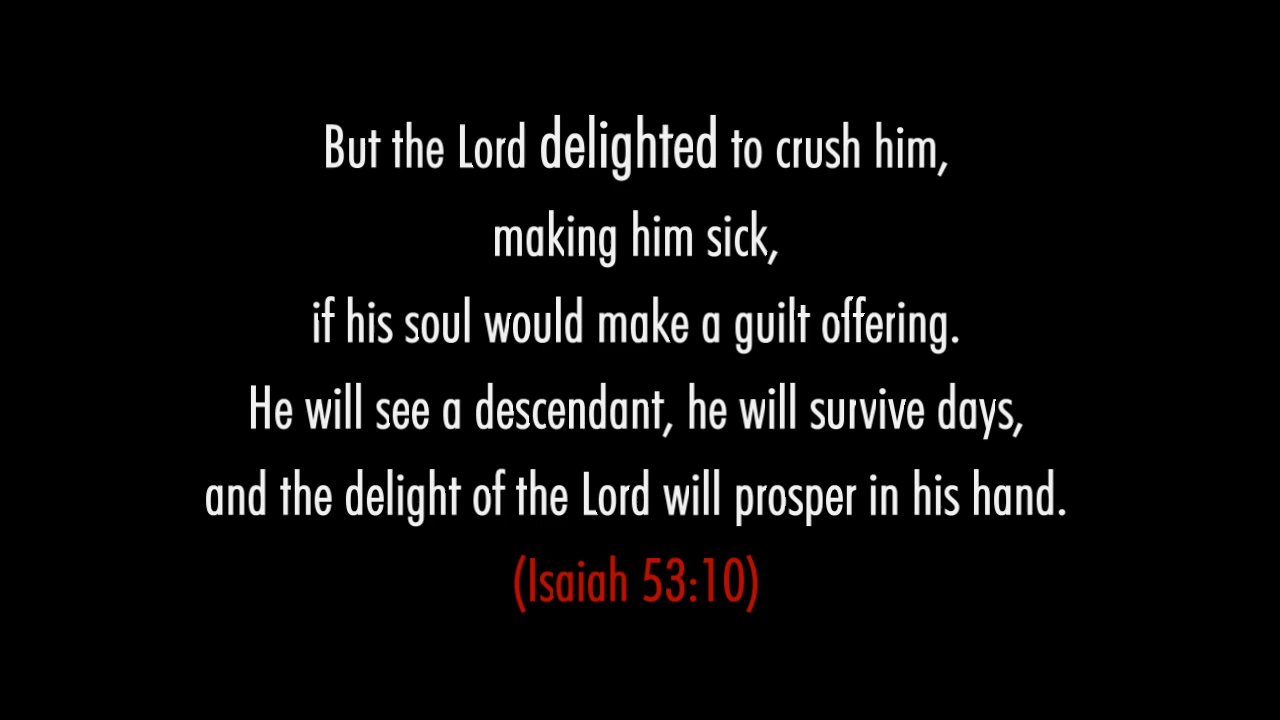 But the Lord delighted to crush him,
making him sick,
if his soul would make a guilt offering.
He will see a descendant, he will survive days,
and the delight of the Lord will prosper in his hand.
(Isaiah 53:10)